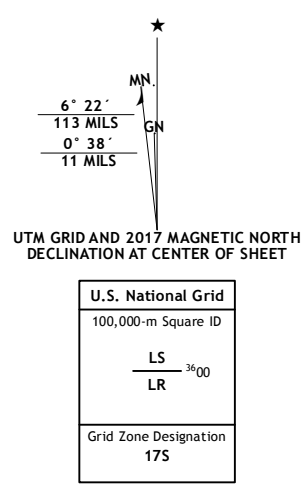 MN
6° 22´
113 MILS
GN
0° 38´
11 MILS
UTM GRID AND 2017 MAGNETIC NORTH
DECLINATION AT CENTER OF SHEET
U.S. National Grid
100,000-m Square ID
LS
3600
LR
Grid Zone Designation
17S